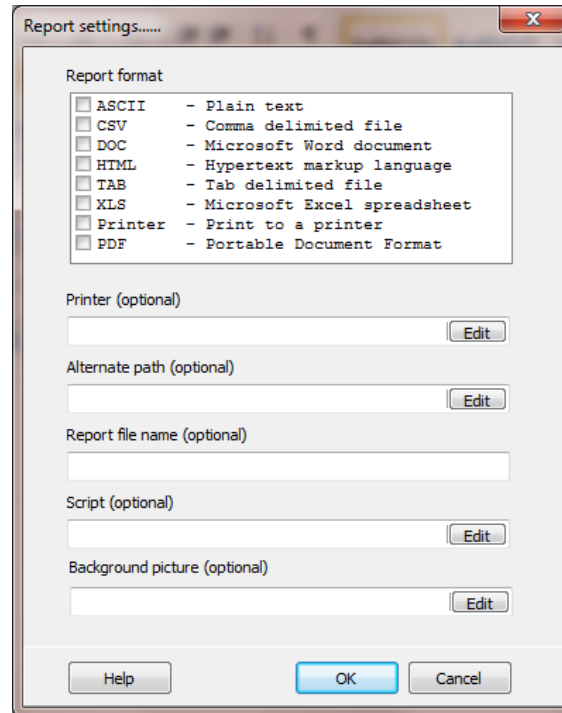 Report settings......
Report format
ASCII - Plain text
CSV - Comma delimited file
DOC - Microsoft Word document
HTML - Hypertext markup language
TAB - Tab delimited file
XLS - Microsoft Excel spreadsheet
Printer - Print to a printer
PDF - Portable Document Format
Printer (optional)
Edit
Alternate path (optional)
Edit
Report file name (optional)
Script (optional)
Edit
Background picture (optional)
Edit
Help OK Cancel